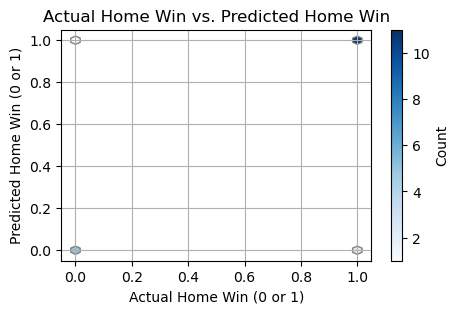 Actual Home Win vs. Predicted Home Win
Predicted Home Win (0 or 1)
1.0
0.8
0.6
0.4
0.2
0.0
0.0 0.2 0.4 0.6 0.8 1.0
Actual Home Win (0 or 1)
10
8
6
4
2
Count